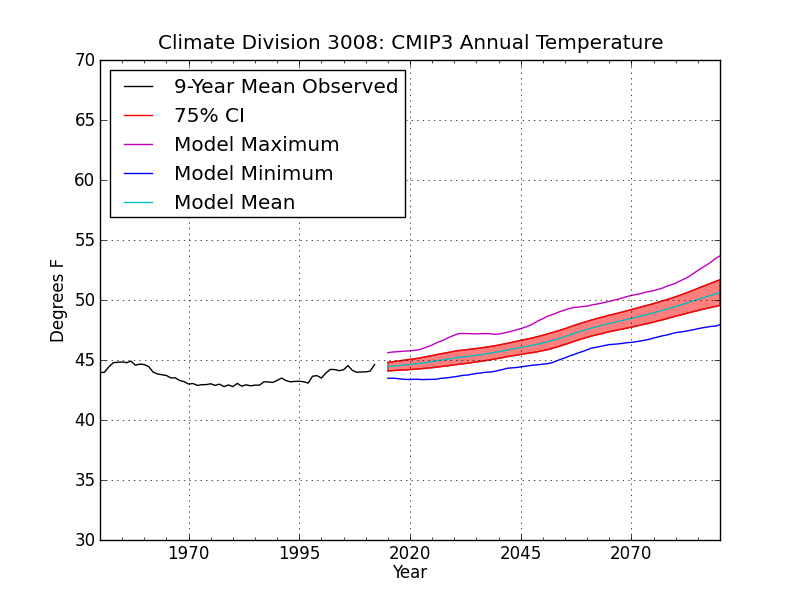 Climate Division 3008: CMIP3 Annual Temperature
70
65
60
55
50
45
40
35
30
Degrees F
9-Year Mean Observed
75% CI
Model Maximum
Model Minimum
Model Mean
1970 1995 2020 2045 2070
Year